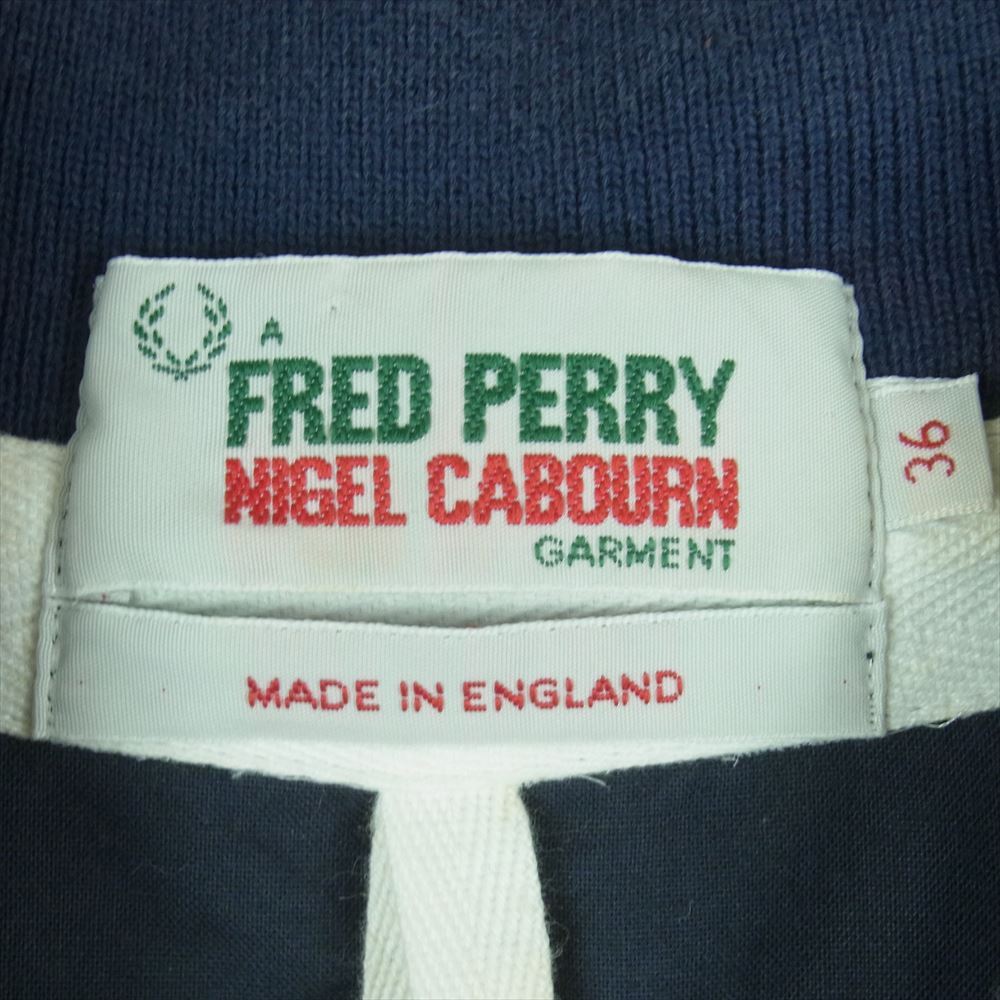 A
FRED PERRY
NIGEL CABOURN
GARMENT
36
MADE IN ENGLAND